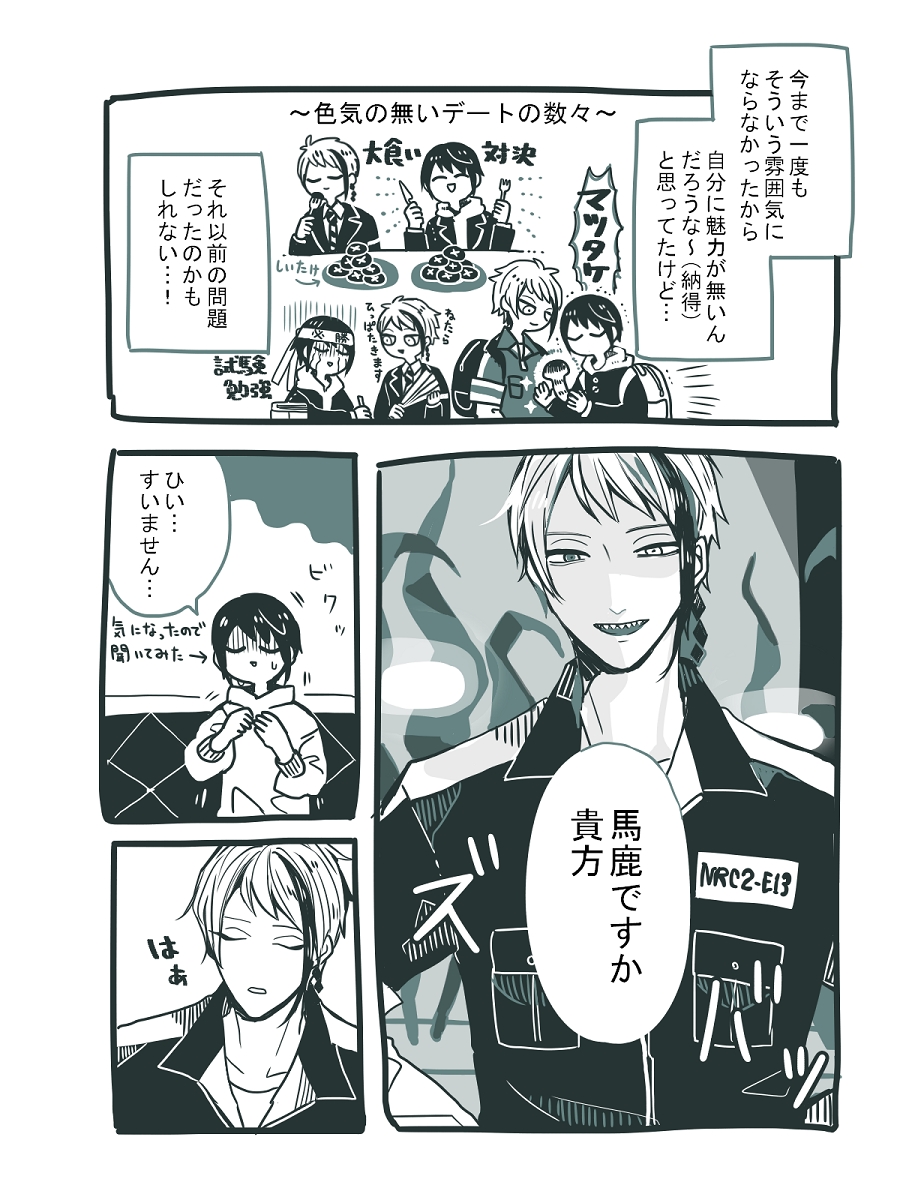 今まで一度も
そういう雰囲気に
ならなかったから
自分に魅力が無いん
だろうな～(納得)
と思ってたけど…
～色気の無いデートの数々～
大食い 対決
しいたけ
マツタケ
ねたら
ひっぱたきます
必勝
試験
勉強
それ以前の問題
だったのかも
しれない…！
馬鹿ですか
貴方
NRC2-E13
ズ
バ
ッ
ひい…
すいません…
ビクッ
気になったので
聞いてみた→
はぁ